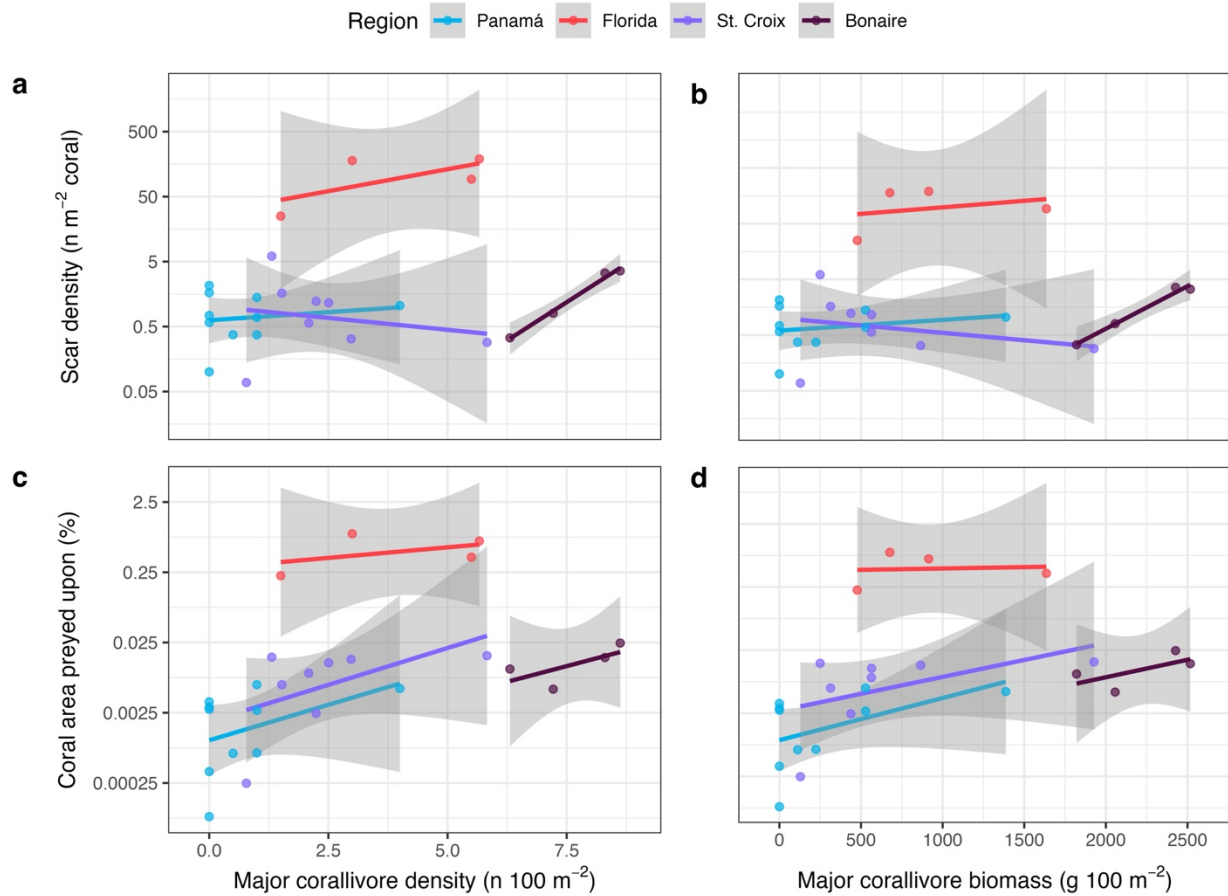 Region Panamá Florida St. Croix Bonaire
a
b
Scar density (n m⁻² coral)
500
50
5
0.5
0.05
c
d
Coral area preyed upon (%)
2.5
0.25
0.025
0.0025
0.00025
0.0 2.5 5.0 7.5
0 500 1000 1500 2000 2500
Major corallivore density (n 100 m⁻²)
Major corallivore biomass (g 100 m⁻²)